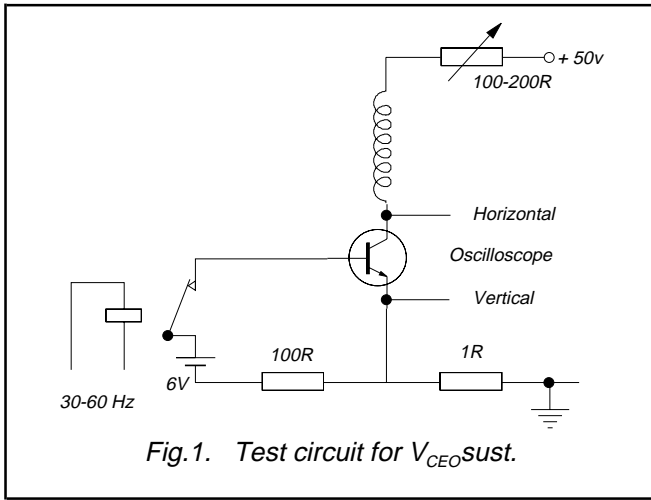 + 50v
100-200R
Horizontal
Oscilloscope
Vertical
100R
1R
6V
30-60 Hz
Fig.1. Test circuit for VCEOsust.